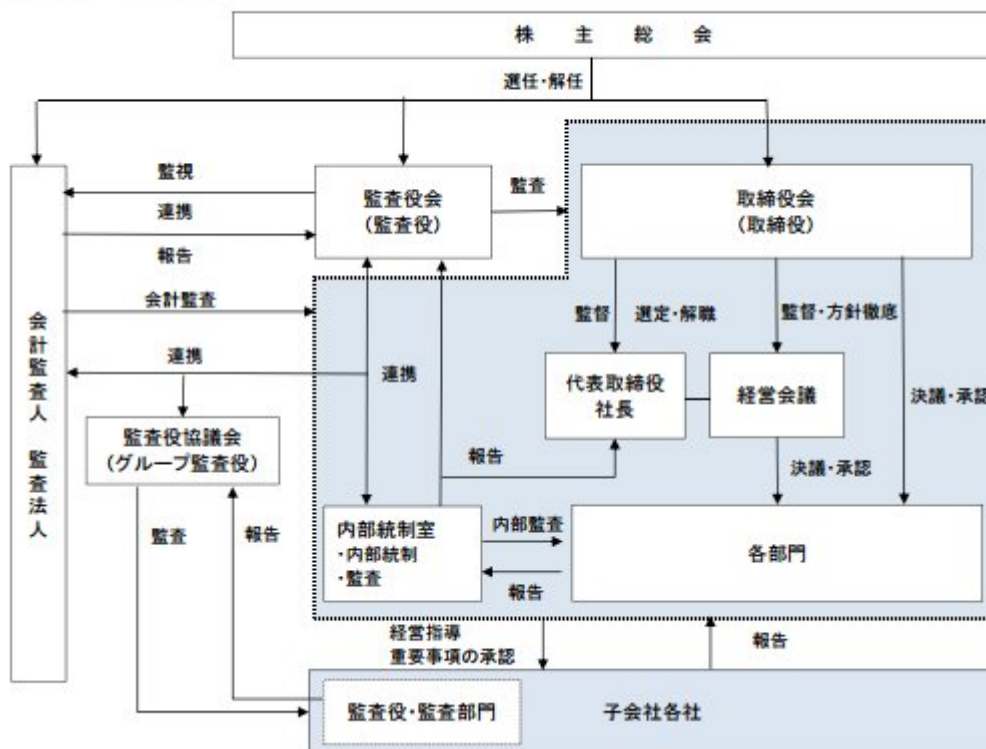 株主総会
選任・解任
監視
連携
報告
会計監査
連携
会計監査人　監査法人
監査役会
(監査役)
監査
取締役会
(取締役)
監督
選定・解職
監督・方針徹底
決議・承認
代表取締役
社長
経営会議
決議・承認
連携
報告
監査役協議会
(グループ監査役)
監査
報告
内部統制室
・内部統制
・監査
内部監査
報告
各部門
経営指導
重要事項の承認
報告
監査役・監査部門
子会社各社